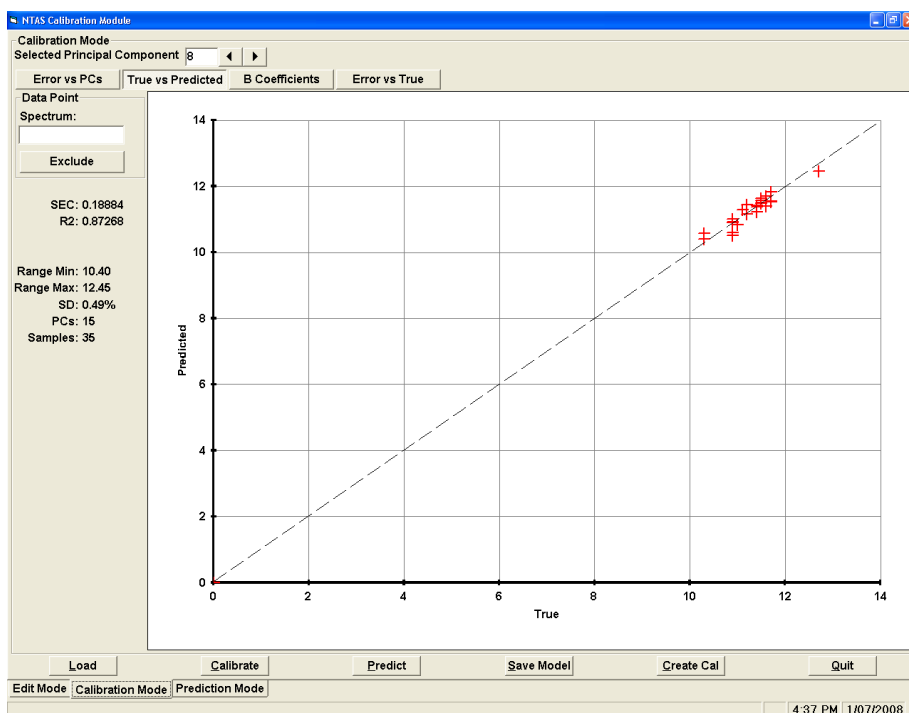 NTAS Calibration Module
Calibration Mode
Selected Principal Component 8
Error vs PCs True vs Predicted B Coefficients Error vs True
Data Point
Spectrum:
Exclude
SEC: 0.18884
R2: 0.87268
Range Min: 10.40
Range Max: 12.45
SD: 0.49%
PCs: 15
Samples: 35
14
12
10
8
6
4
2
0
Predicted
0 2 4 6 8 10 12 14
True
Load Calibrate Predict Save Model Create Cal Quit
Edit Mode Calibration Mode Prediction Mode
4:37 PM 1/07/2008